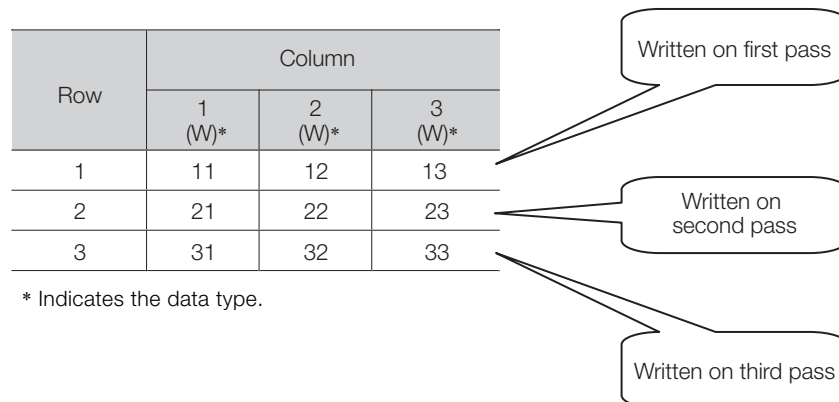 Column
Row
1 2 3
(W)* (W)* (W)*
1 11 12 13
2 21 22 23
3 31 32 33
* Indicates the data type.
Written on first pass
Written on
second pass
Written on third pass